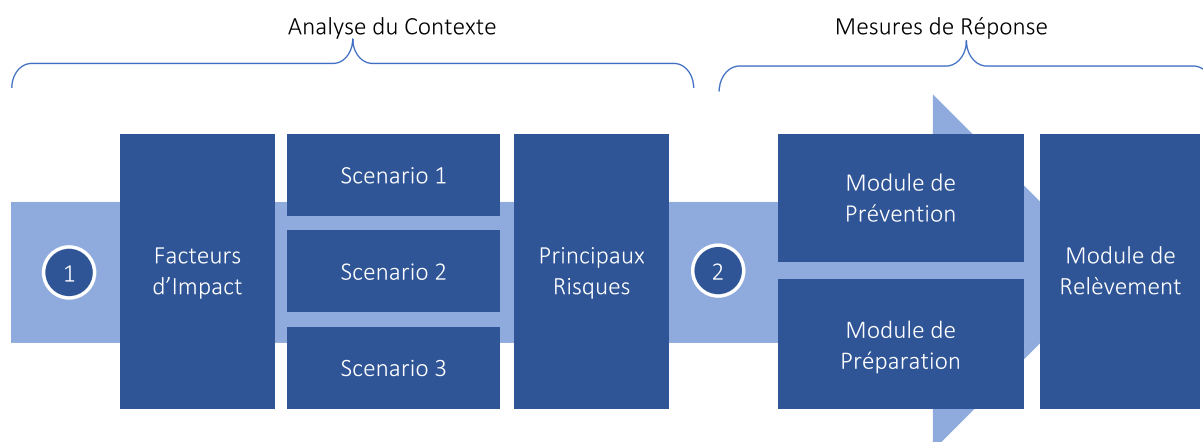 Analyse du Contexte
Mesures de Réponse
1
Facteurs
d'Impact
Scenario 1
Scenario 2
Scenario 3
Principaux
Risques
2
Module de
Prévention
Module de
Préparation
Module de
Relèvement